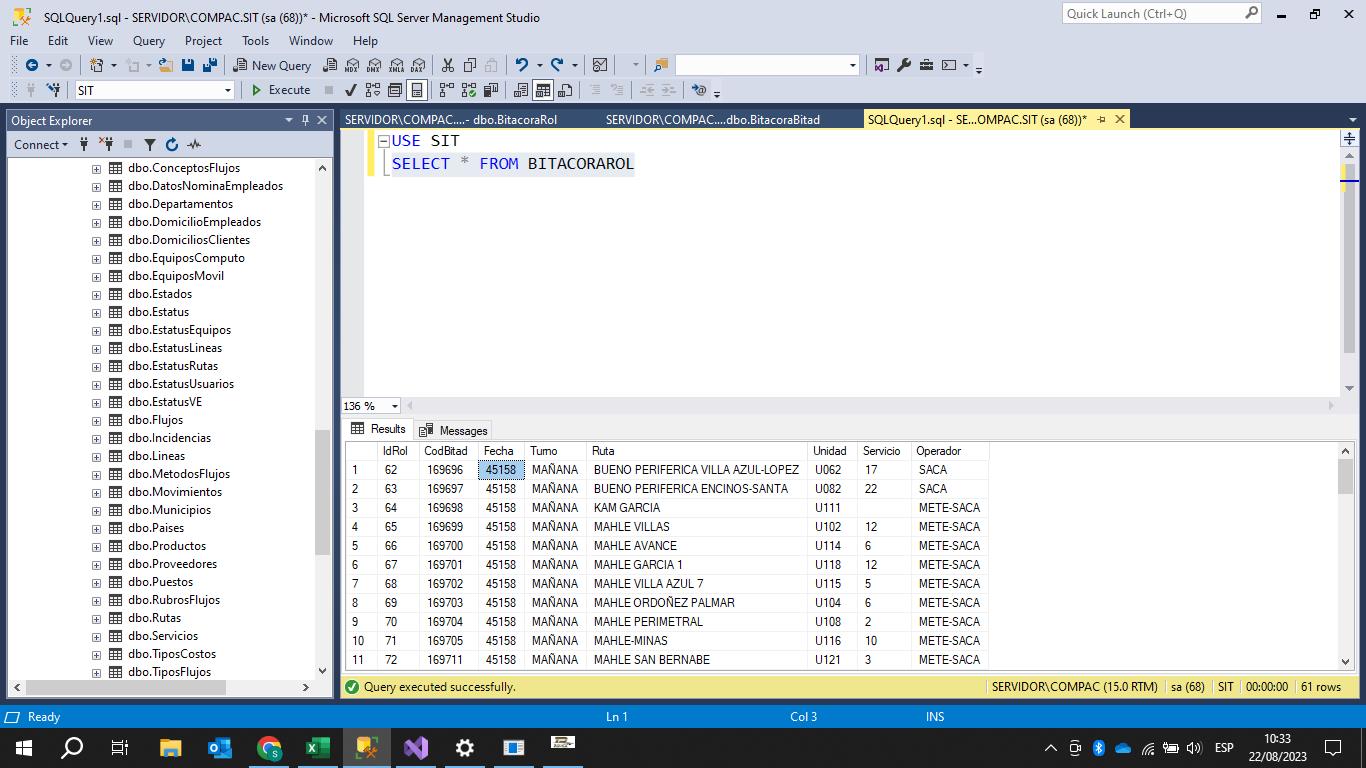 SQLQuery1.sql - SERVIDOR\COMPAC.SIT (sa (68))* - Microsoft SQL Server Management Studio
Quick Launch (Ctrl+Q)
File Edit View Query Project Tools Window Help
New Query MDX DMX XMLA DAX
SIT Execute
Object Explorer
Connect
dbo.ConceptosFlujos
dbo.DatosNominaEmpleados
dbo.Departamentos
dbo.DomicilioEmpleados
dbo.DomiciliosClientes
dbo.EquiposComputo
dbo.EquiposMovil
dbo.Estados
dbo.Estatus
dbo.EstatusEquipos
dbo.EstatusLineas
dbo.EstatusRutas
dbo.EstatusUsuarios
dbo.EstatusVE
dbo.Flujos
dbo.Incidencias
dbo.Lineas
dbo.MetodosFlujos
dbo.Movimientos
dbo.Municipios
dbo.Paises
dbo.Productos
dbo.Proveedores
dbo.Puestos
dbo.RubrosFlujos
dbo.Rutas
dbo.Servicios
dbo.TiposCostos
dbo.TiposFlujos
SERVIDOR\COMPAC....- dbo.BitacoraRol SERVIDOR\COMPAC....dbo.BitacoraBitad SQLQuery1.sql - SE...OMPAC.SIT (sa (68))*
USE SIT
SELECT * FROM BITACORAROL
136 %
Results Messages
IdRol CodBitad Fecha Turno Ruta Unidad Servicio Operador
1 62 169696 45158 MAÑANA BUENO PERIFERICA VILLA AZUL-LOPEZ U062 17 SACA
2 63 169697 45158 MAÑANA BUENO PERIFERICA ENCINOS-SANTA U082 22 SACA
3 64 169698 45158 MAÑANA KAM GARCIA U111 METE-SACA
4 65 169699 45158 MAÑANA MAHLE VILLAS U102 12 METE-SACA
5 66 169700 45158 MAÑANA MAHLE AVANCE U114 6 METE-SACA
6 67 169701 45158 MAÑANA MAHLE GARCIA 1 U118 12 METE-SACA
7 68 169702 45158 MAÑANA MAHLE VILLA AZUL 7 U115 5 METE-SACA
8 69 169703 45158 MAÑANA MAHLE ORDOÑEZ PALMAR U104 6 METE-SACA
9 70 169704 45158 MAÑANA MAHLE PERIMETRAL U108 2 METE-SACA
10 71 169705 45158 MAÑANA MAHLE-MINAS U116 10 METE-SACA
11 72 169711 45158 MAÑANA MAHLE SAN BERNABE U121 3 METE-SACA
Query executed successfully. SERVIDOR\COMPAC (15.0 RTM) sa (68) SIT 00:00:00 61 rows
Ready Ln 1 Col 3 INS
ESP 10:33
22/08/2023